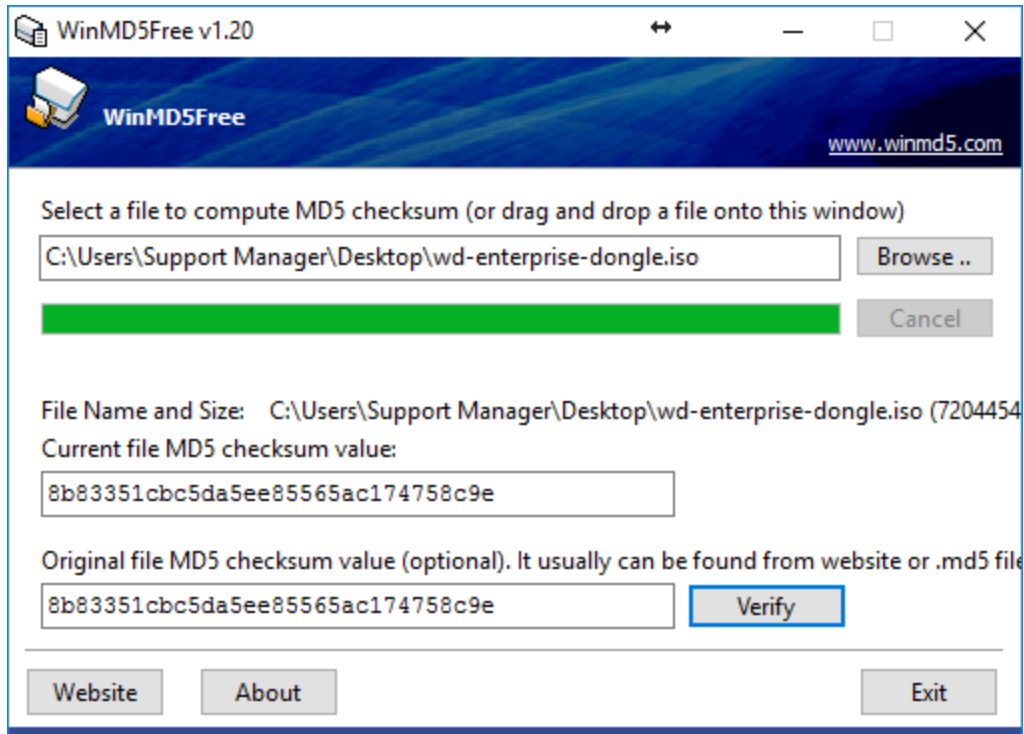 WinMD5Free v1.20
WinMD5Free
www.winmd5.com
Select a file to compute MD5 checksum (or drag and drop a file onto this window)
C:\Users\Support Manager\Desktop\wd-enterprise-dongle.iso
Browse ..
Cancel
File Name and Size: C:\Users\Support Manager\Desktop\wd-enterprise-dongle.iso (7204454
Current file MD5 checksum value:
8b83351cbc5da5ee85565ac174758c9e
Original file MD5 checksum value (optional). It usually can be found from website or .md5 file
8b83351cbc5da5ee85565ac174758c9e
Verify
Website
About
Exit